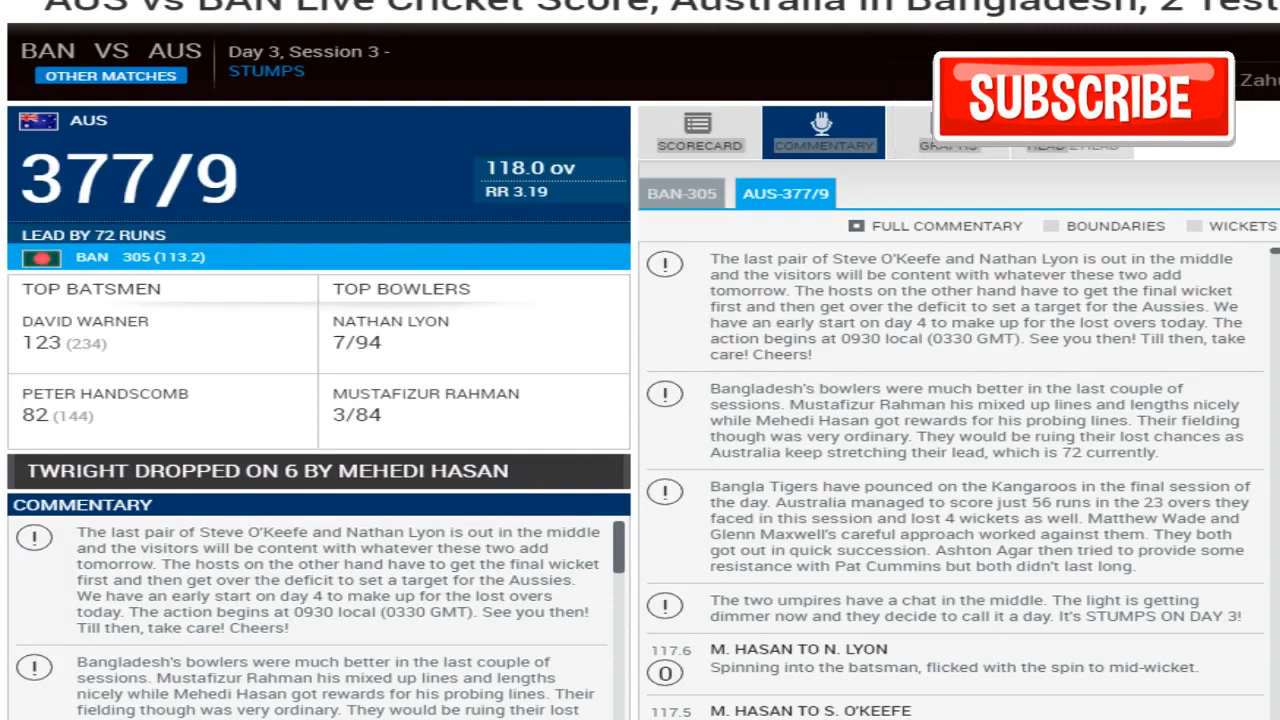 AUS vs BAN Live Cricket Score, Australia in Bangladesh, 2 Test
BAN VS AUS
OTHER MATCHES
Day 3, Session 3 -
STUMPS
SUBSCRIBE
AUS
377/9
118.0 ov
RR 3.19
LEAD BY 72 RUNS
BAN 305 (113.2)
TOP BATSMEN
TOP BOWLERS
DAVID WARNER
123 (234)
NATHAN LYON
7/94
PETER HANDSCOMB
82 (144)
MUSTAFIZUR RAHMAN
3/84
TWRIGHT DROPPED ON 6 BY MEHEDI HASAN
COMMENTARY
The last pair of Steve O'Keefe and Nathan Lyon is out in the middle
and the visitors will be content with whatever these two add
tomorrow. The hosts on the other hand have to get the final wicket
first and then get over the deficit to set a target for the Aussies.
We have an early start on day 4 to make up for the lost overs
today. The action begins at 0930 local (0330 GMT). See you then!
Till then, take care! Cheers!
Bangladesh's bowlers were much better in the last couple of
sessions. Mustafizur Rahman his mixed up lines and lengths
nicely while Mehedi Hasan got rewards for his probing lines. Their
fielding though was very ordinary. They would be ruing their lost
SCORECARD
COMMENTARY
BAN-305
AUS-377/9
FULL COMMENTARY
BOUNDARIES
WICKETS
The last pair of Steve O'Keefe and Nathan Lyon is out in the middle
and the visitors will be content with whatever these two add
tomorrow. The hosts on the other hand have to get the final wicket
first and then get over the deficit to set a target for the Aussies. We
have an early start on day 4 to make up for the lost overs today. The
action begins at 0930 local (0330 GMT). See you then! Till then, take
care! Cheers!
Bangladesh's bowlers were much better in the last couple of
sessions. Mustafizur Rahman his mixed up lines and lengths nicely
while Mehedi Hasan got rewards for his probing lines. Their fielding
though was very ordinary. They would be ruing their lost chances as
Australia keep stretching their lead, which is 72 currently.
Bangla Tigers have pounced on the Kangaroos in the final session of
the day. Australia managed to score just 56 runs in the 23 overs they
faced in this session and lost 4 wickets as well. Matthew Wade and
Glenn Maxwell's careful approach worked against them. They both
got out in quick succession. Ashton Agar then tried to provide some
resistance with Pat Cummins but both didn't last long.
The two umpires have a chat in the middle. The light is getting
dimmer now and they decide to call it a day. It's STUMPS ON DAY 3!
117.6 M. HASAN TO N. LYON
0 Spinning into the batsman, flicked with the spin to mid-wicket.
117.5 M. HASAN TO S. O'KEEFE